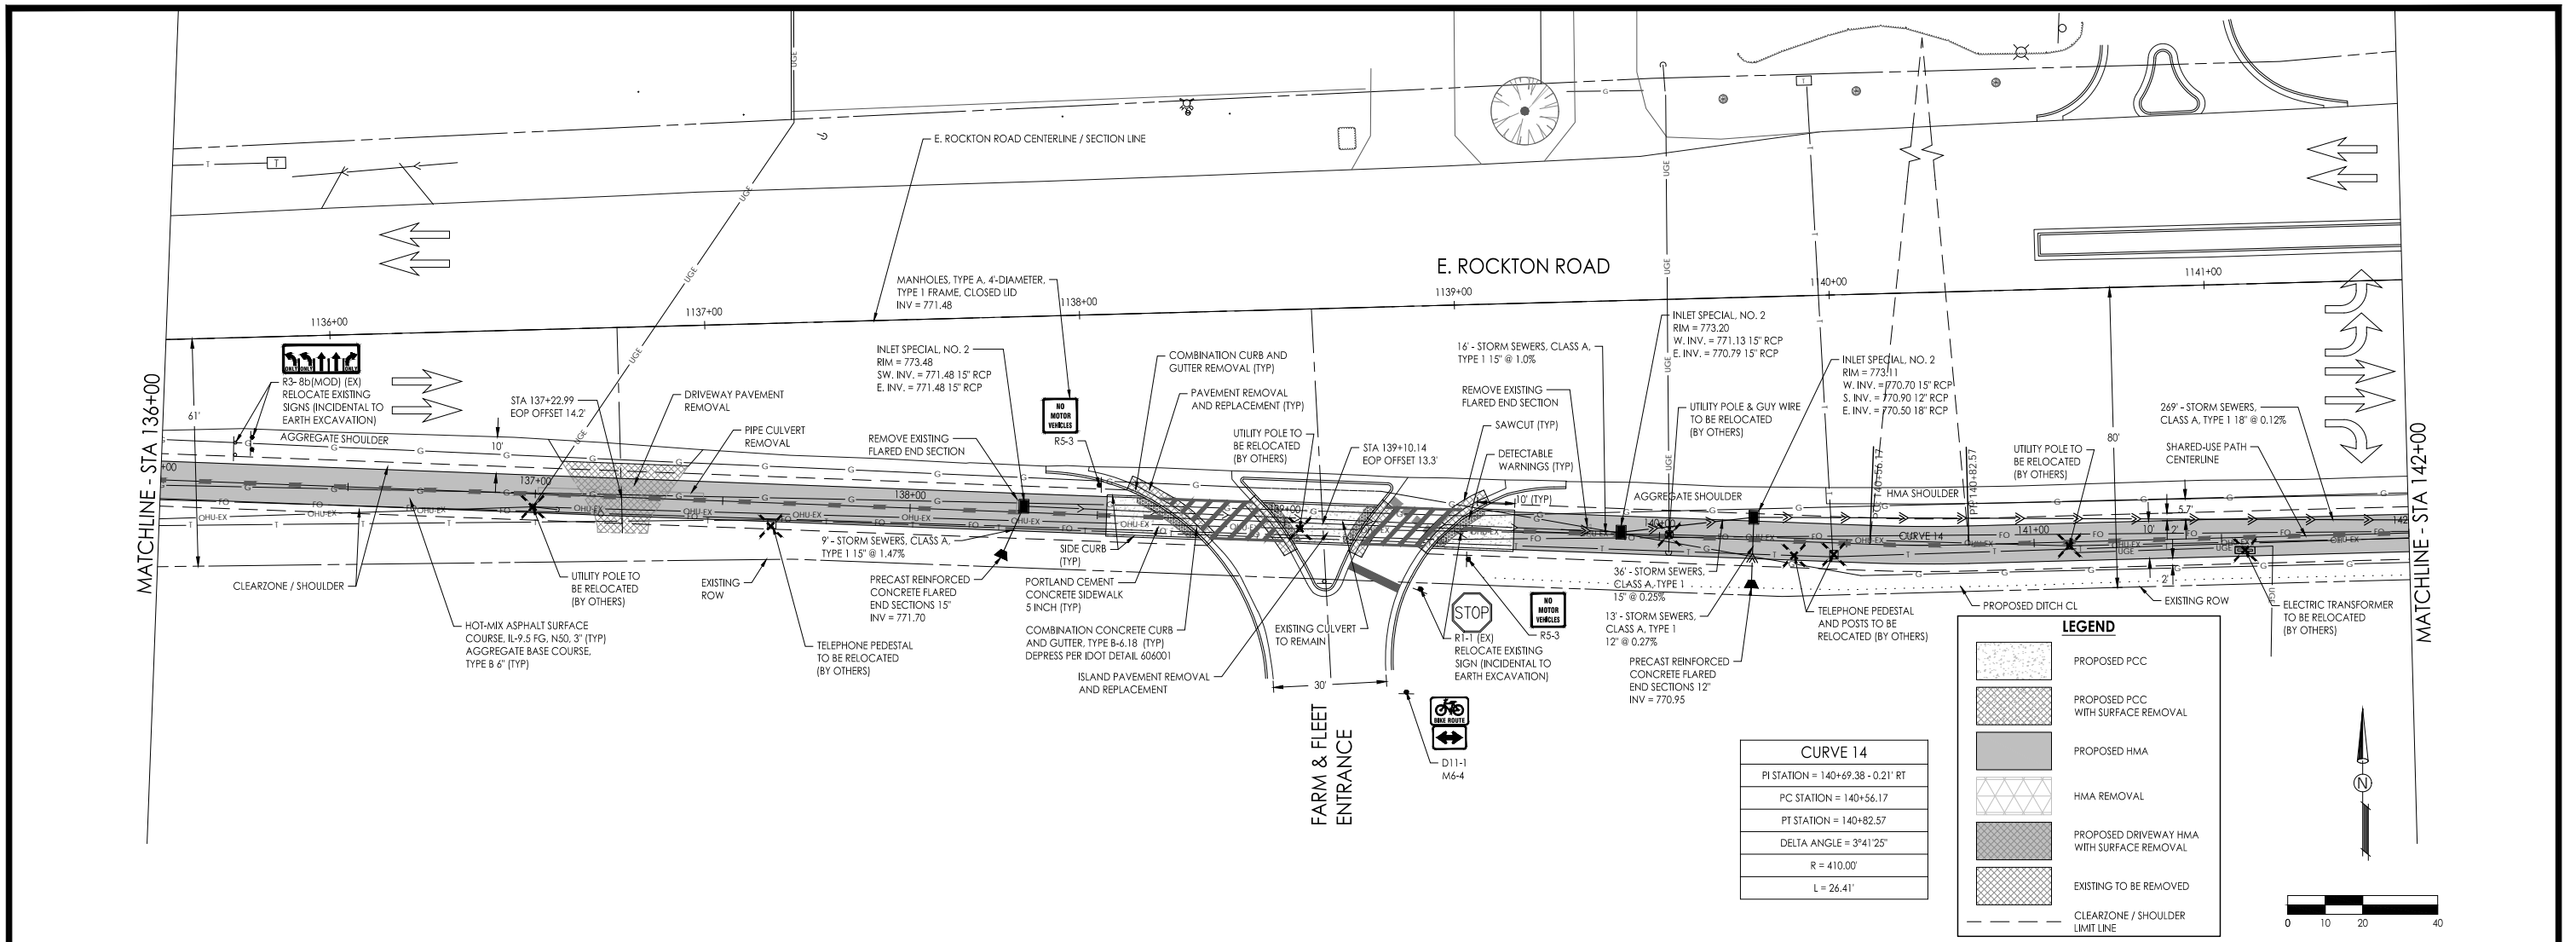 E. ROCKTON ROAD CENTERLINE / SECTION LINE
E. ROCKTON ROAD
MATCHLINE - STA 136+00
MATCHLINE - STA 142+00
1136+00
1137+00
1138+00
1139+00
1140+00
1141+00
MANHOLES, TYPE A, 4'-DIAMETER,
TYPE 1 FRAME, CLOSED LID
INV = 771.48
ONLY ONLY ONLY
R3- 8b(MOD) (EX)
RELOCATE EXISTING
SIGNS (INCIDENTAL TO
EARTH EXCAVATION)
61'
AGGREGATE SHOULDER
10'
STA 137+22.99
EOP OFFSET 14.2'
DRIVEWAY PAVEMENT
REMOVAL
PIPE CULVERT
REMOVAL
INLET SPECIAL, NO. 2
RIM = 773.48
SW. INV. = 771.48 15" RCP
E. INV. = 771.48 15" RCP
REMOVE EXISTING
FLARED END SECTION
NO
MOTOR
VEHICLES
R5-3
COMBINATION CURB AND
GUTTER REMOVAL (TYP)
PAVEMENT REMOVAL
AND REPLACEMENT (TYP)
UTILITY POLE TO
BE RELOCATED
(BY OTHERS)
STA 139+10.14
EOP OFFSET 13.3'
16' - STORM SEWERS, CLASS A,
TYPE 1 15" @ 1.0%
REMOVE EXISTING
FLARED END SECTION
SAWCUT (TYP)
DETECTABLE
WARNINGS (TYP)
10' (TYP)
INLET SPECIAL, NO. 2
RIM = 773.20
W. INV. = 771.13 15" RCP
E. INV. = 770.79 15" RCP
UTILITY POLE & GUY WIRE
TO BE RELOCATED
(BY OTHERS)
INLET SPECIAL, NO. 2
RIM = 773.11
W. INV. = 770.70 15" RCP
S. INV. = 770.90 12" RCP
E. INV. = 770.50 18" RCP
PC 140+56.17
PT 140+82.57
AGGREGATE SHOULDER
HMA SHOULDER
UTILITY POLE TO
BE RELOCATED
(BY OTHERS)
80'
269' - STORM SEWERS,
CLASS A, TYPE 1 18" @ 0.12%
SHARED-USE PATH
CENTERLINE
5.7'
10'
2'
2'
+00
137+00
138+00
139+00
140+00
141+00
142
CURVE 14
CLEARZONE / SHOULDER
UTILITY POLE TO
BE RELOCATED
(BY OTHERS)
HOT-MIX ASPHALT SURFACE
COURSE, IL-9.5 FG, N50, 3" (TYP)
AGGREGATE BASE COURSE,
TYPE B 6" (TYP)
EXISTING
ROW
TELEPHONE PEDESTAL
TO BE RELOCATED
(BY OTHERS)
9' - STORM SEWERS, CLASS A,
TYPE 1 15" @ 1.47%
PRECAST REINFORCED
CONCRETE FLARED
END SECTIONS 15"
INV = 771.70
SIDE CURB
(TYP)
PORTLAND CEMENT
CONCRETE SIDEWALK
5 INCH (TYP)
COMBINATION CONCRETE CURB
AND GUTTER, TYPE B-6.18 (TYP)
DEPRESS PER IDOT DETAIL 606001
ISLAND PAVEMENT REMOVAL
AND REPLACEMENT
EXISTING CULVERT
TO REMAIN
30'
FARM & FLEET
ENTRANCE
STOP
R1-1 (EX)
RELOCATE EXISTING
SIGN (INCIDENTAL TO
EARTH EXCAVATION)
NO
MOTOR
VEHICLES
R5-3
BIKE ROUTE
D11-1
M6-4
36' - STORM SEWERS,
CLASS A, TYPE 1
15" @ 0.25%
13' - STORM SEWERS,
CLASS A, TYPE 1
12" @ 0.27%
PRECAST REINFORCED
CONCRETE FLARED
END SECTIONS 12"
INV = 770.95
TELEPHONE PEDESTAL
AND POSTS TO BE
RELOCATED (BY OTHERS)
PROPOSED DITCH CL
EXISTING ROW
ELECTRIC TRANSFORMER
TO BE RELOCATED
(BY OTHERS)
CURVE 14
PI STATION = 140+69.38 - 0.21' RT
PC STATION = 140+56.17
PT STATION = 140+82.57
DELTA ANGLE = 3°41'25"
R = 410.00'
L = 26.41'
LEGEND
PROPOSED PCC
PROPOSED PCC
WITH SURFACE REMOVAL
PROPOSED HMA
HMA REMOVAL
PROPOSED DRIVEWAY HMA
WITH SURFACE REMOVAL
EXISTING TO BE REMOVED
CLEARZONE / SHOULDER
LIMIT LINE
N
0 10 20 40